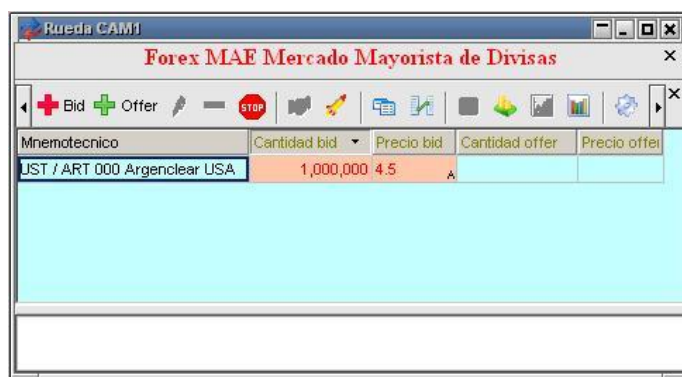 Rueda CAM1
Forex MAE Mercado Mayorista de Divisas
Bid Offer STOP
Mnemotecnico Cantidad bid Precio bid Cantidad offer Precio offer
UST / ART 000 Argenclear USA 1,000,000 4.5 A